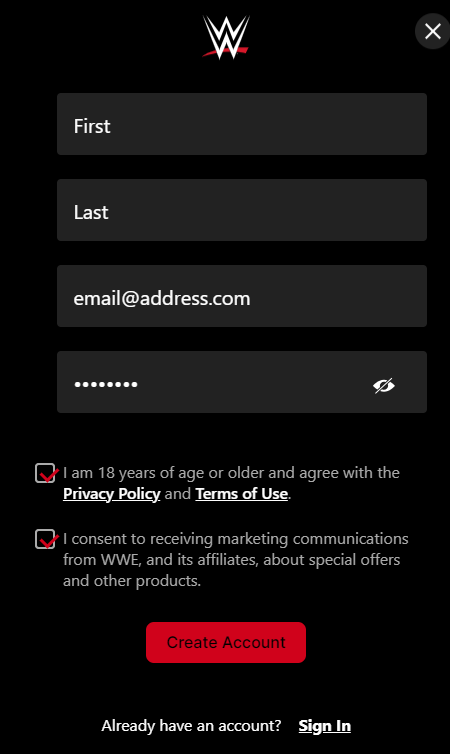 W
First
Last
email@address.com
••••••••
I am 18 years of age or older and agree with the
Privacy Policy and Terms of Use.
I consent to receiving marketing communications
from WWE, and its affiliates, about special offers
and other products.
Create Account
Already have an account? Sign In